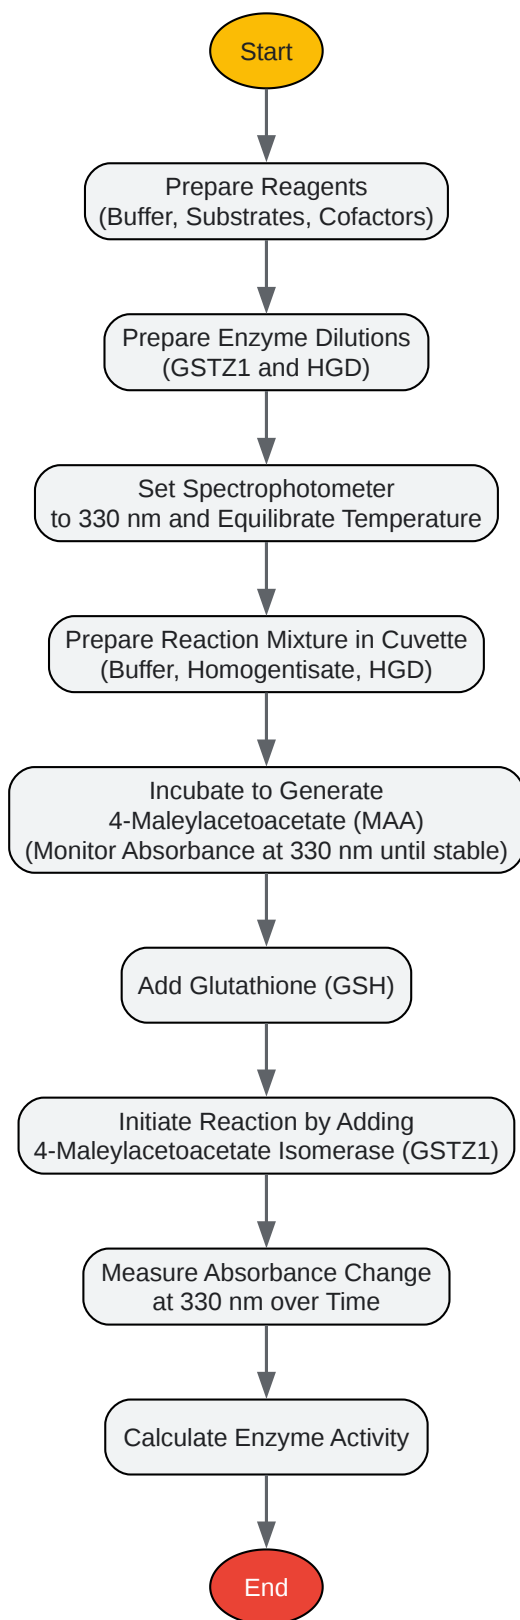 Start
Prepare Reagents
(Buffer, Substrates, Cofactors)
Prepare Enzyme Dilutions
(GSTZ1 and HGD)
Set Spectrophotometer
to 330 nm and Equilibrate Temperature
Prepare Reaction Mixture in Cuvette
(Buffer, Homogentisate, HGD)
Incubate to Generate
4-Maleylacetoacetate (MAA)
(Monitor Absorbance at 330 nm until stable)
Add Glutathione (GSH)
Initiate Reaction by Adding
4-Maleylacetoacetate Isomerase (GSTZ1)
Measure Absorbance Change
at 330 nm over Time
Calculate Enzyme Activity
End